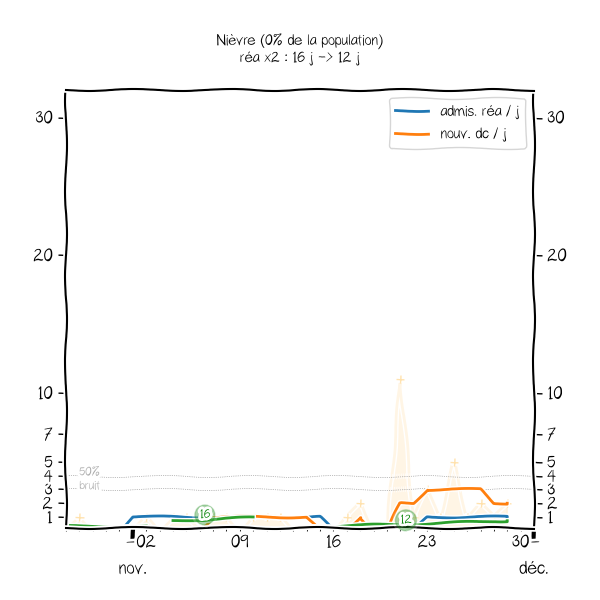 Nièvre (0% de la population)
réa x2 : 16 j -> 12 j
admis. réa / j
nouv. dc / j
30 30
20 20
10 10
7 7
5 5
50%
4 4
bruit
3 3
2 2
1 16 12 1
02 09 16 23 30
nov. déc.